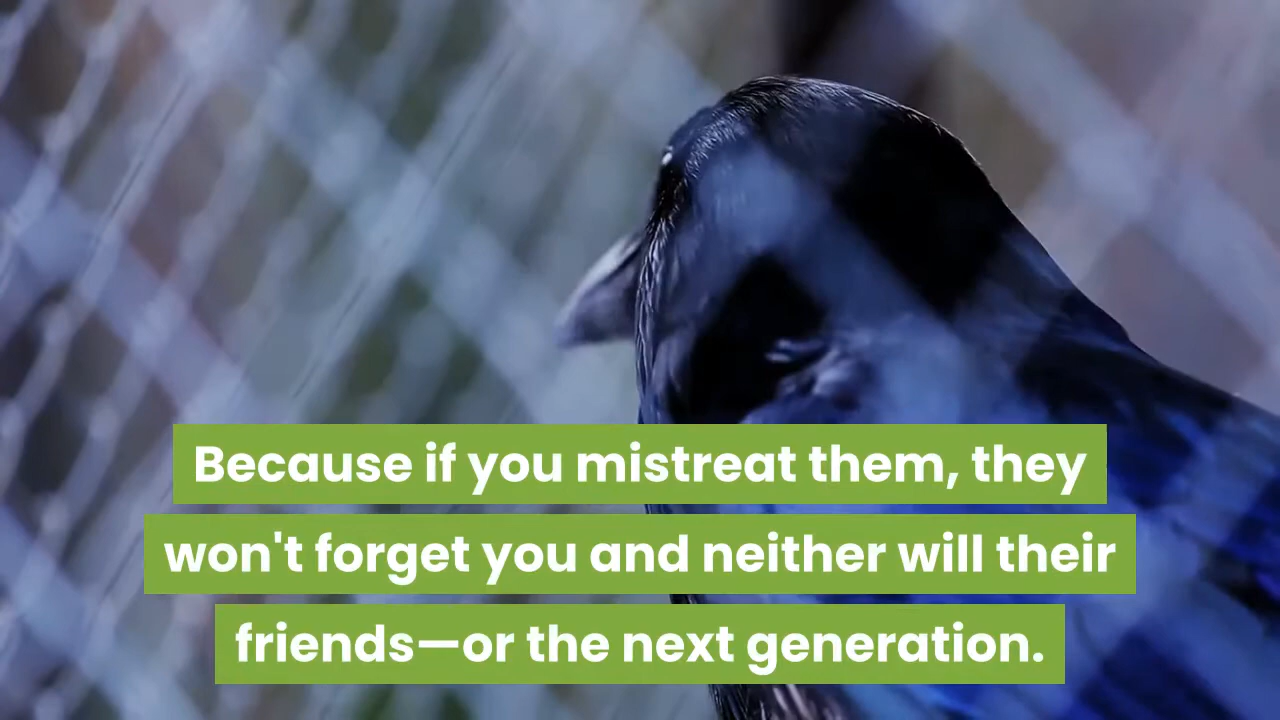 Because if you mistreat them, they
won't forget you and neither will their
friends—or the next generation.